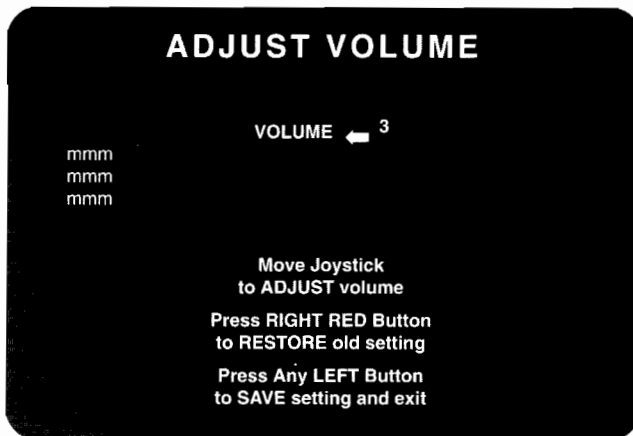 ADJUST VOLUME
VOLUME ⬅ 3
mmm
mmm
mmm
Move Joystick
to ADJUST volume
Press RIGHT RED Button
to RESTORE old setting
Press Any LEFT Button
to SAVE setting and exit